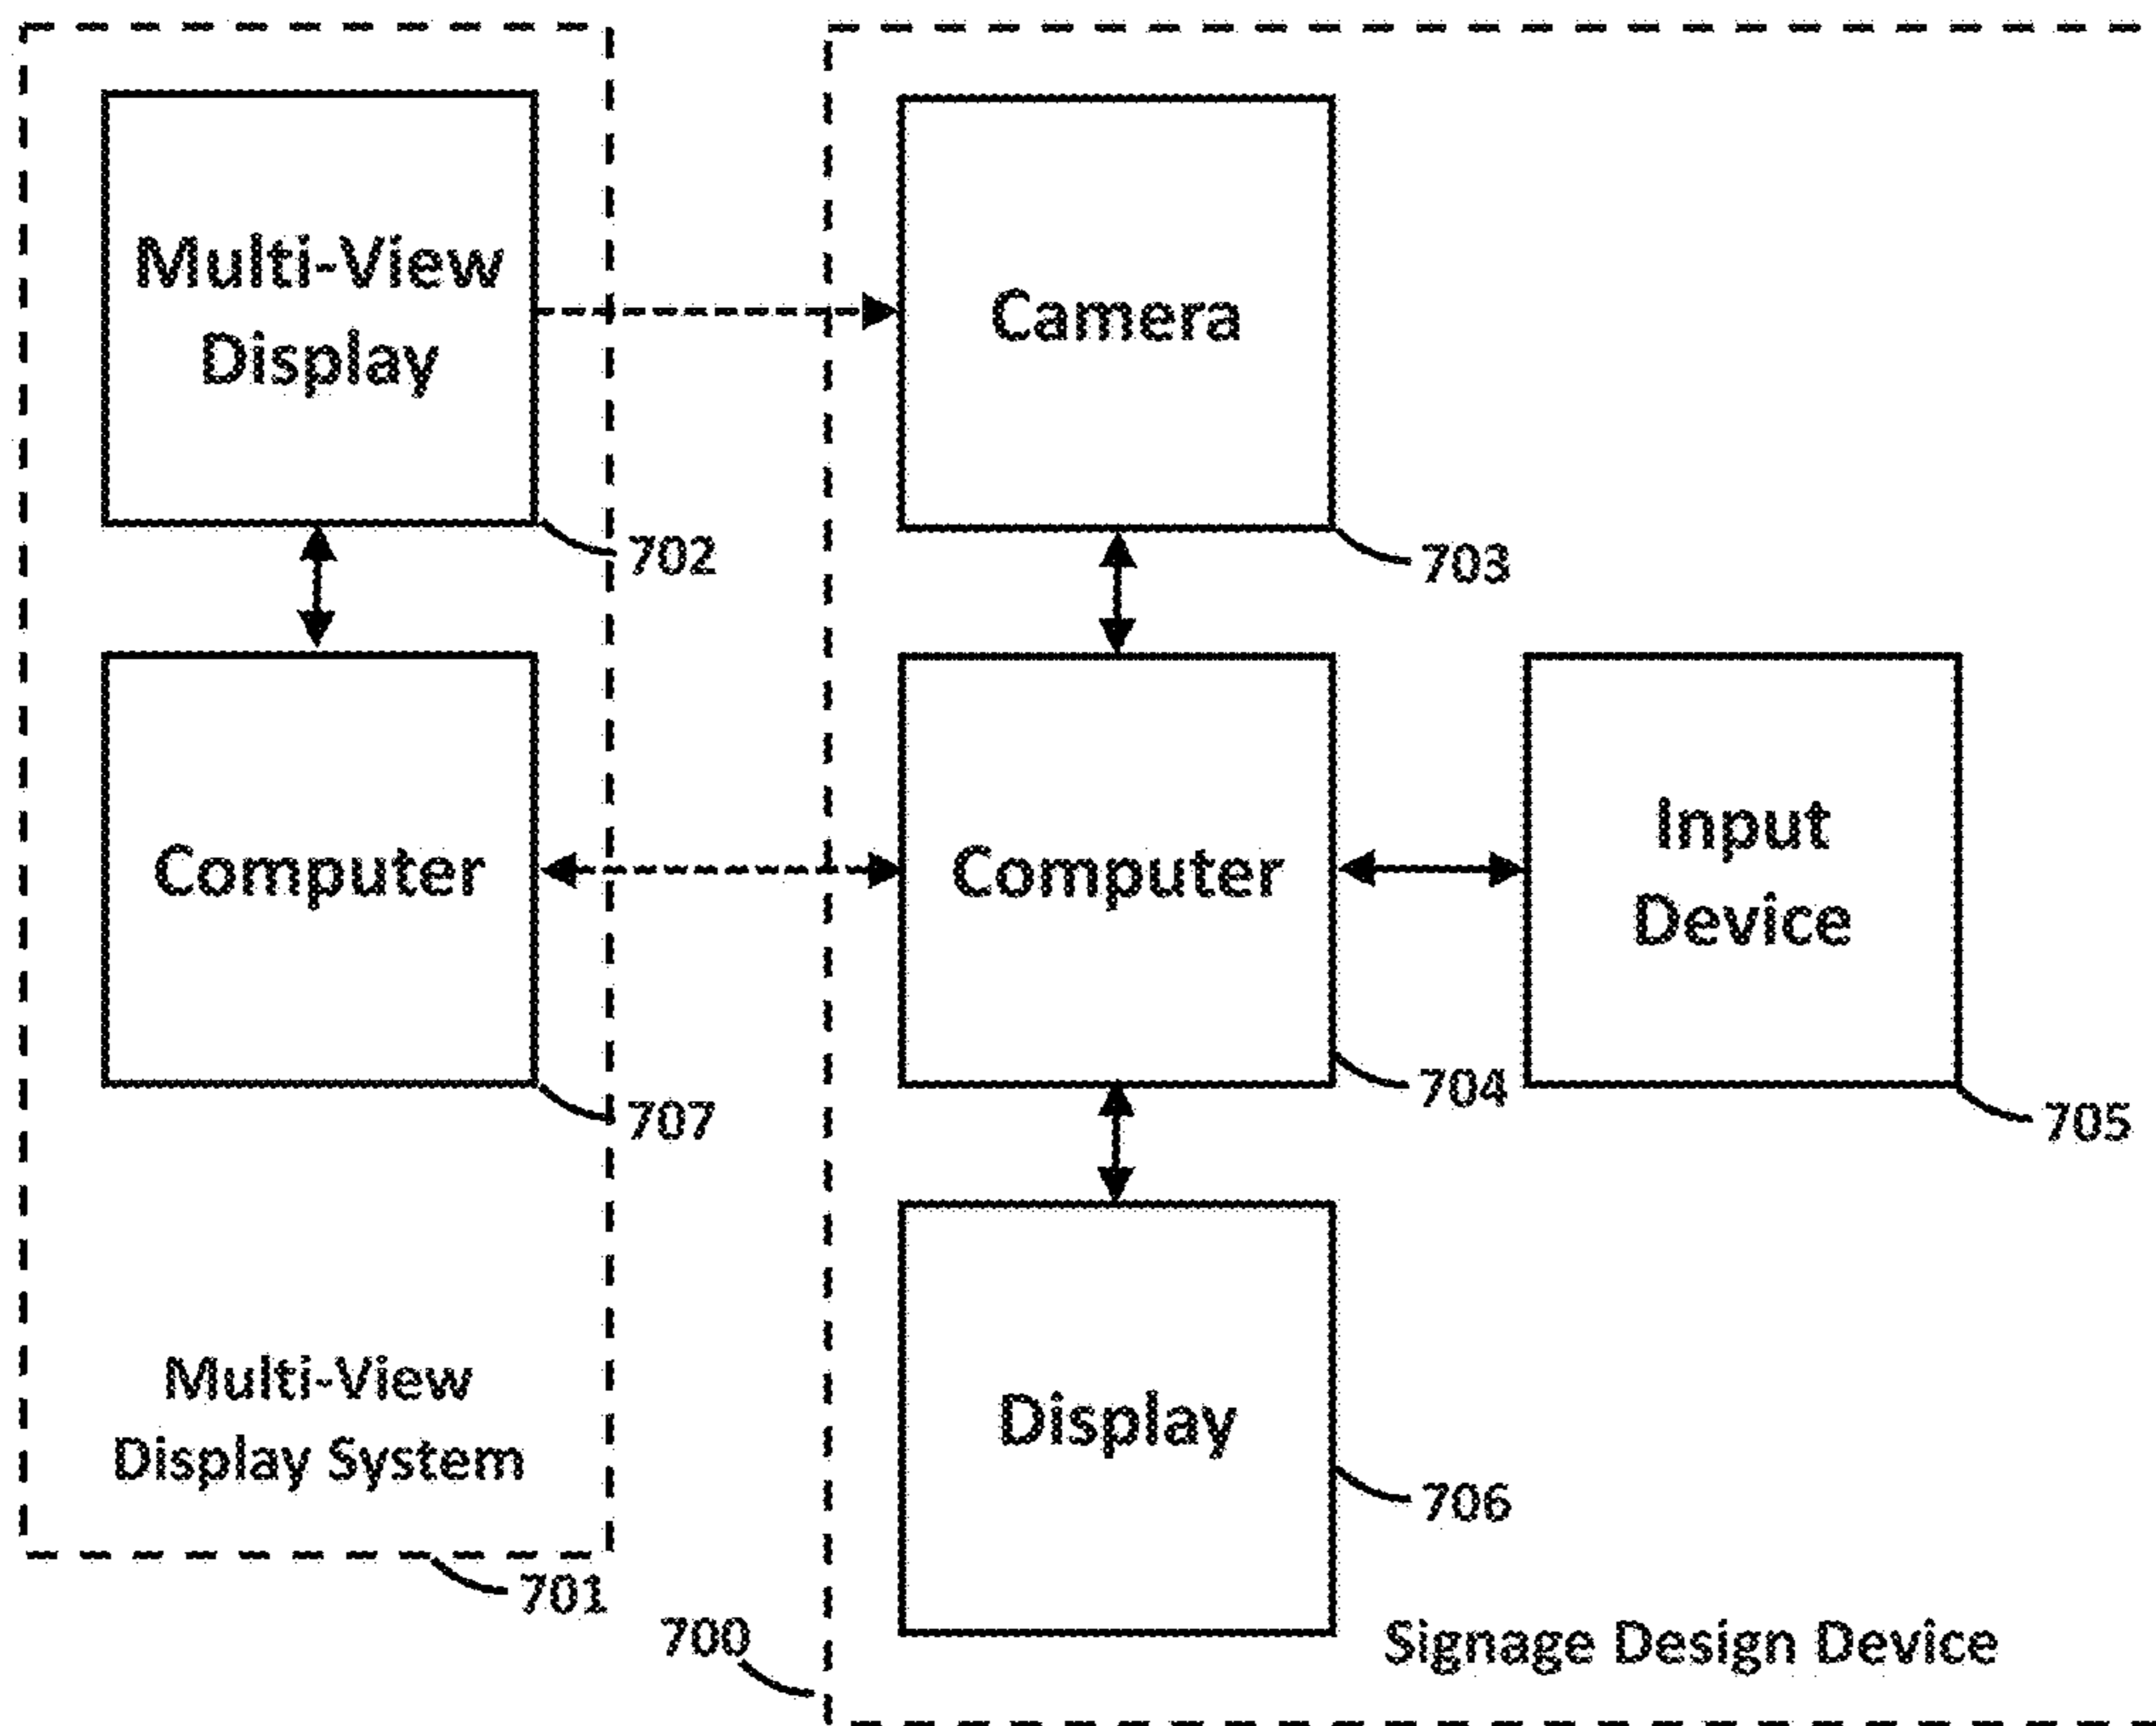 Multi-View
Display
702
Computer
707
Multi-View
Display System
701
Camera
703
Computer
704
Input
Device
705
Display
706
Signage Design Device
700